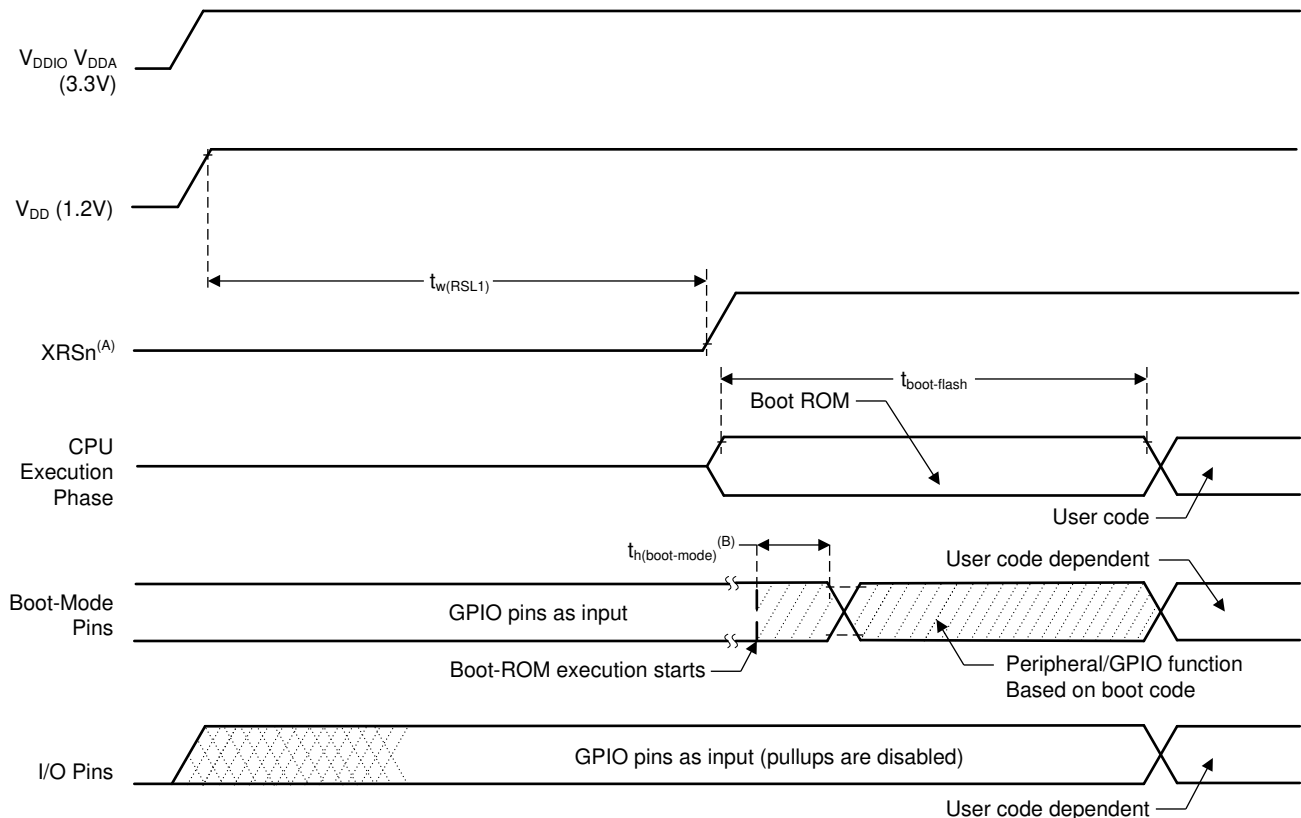 VDDIO VDDA
(3.3V)
VDD (1.2V)
tw(RSL1)
XRSn(A)
tboot-flash
Boot ROM
CPU
Execution
Phase
User code
th(boot-mode)(B)
User code dependent
Boot-Mode
Pins
GPIO pins as input
Boot-ROM execution starts
Peripheral/GPIO function
Based on boot code
I/O Pins
GPIO pins as input (pullups are disabled)
User code dependent